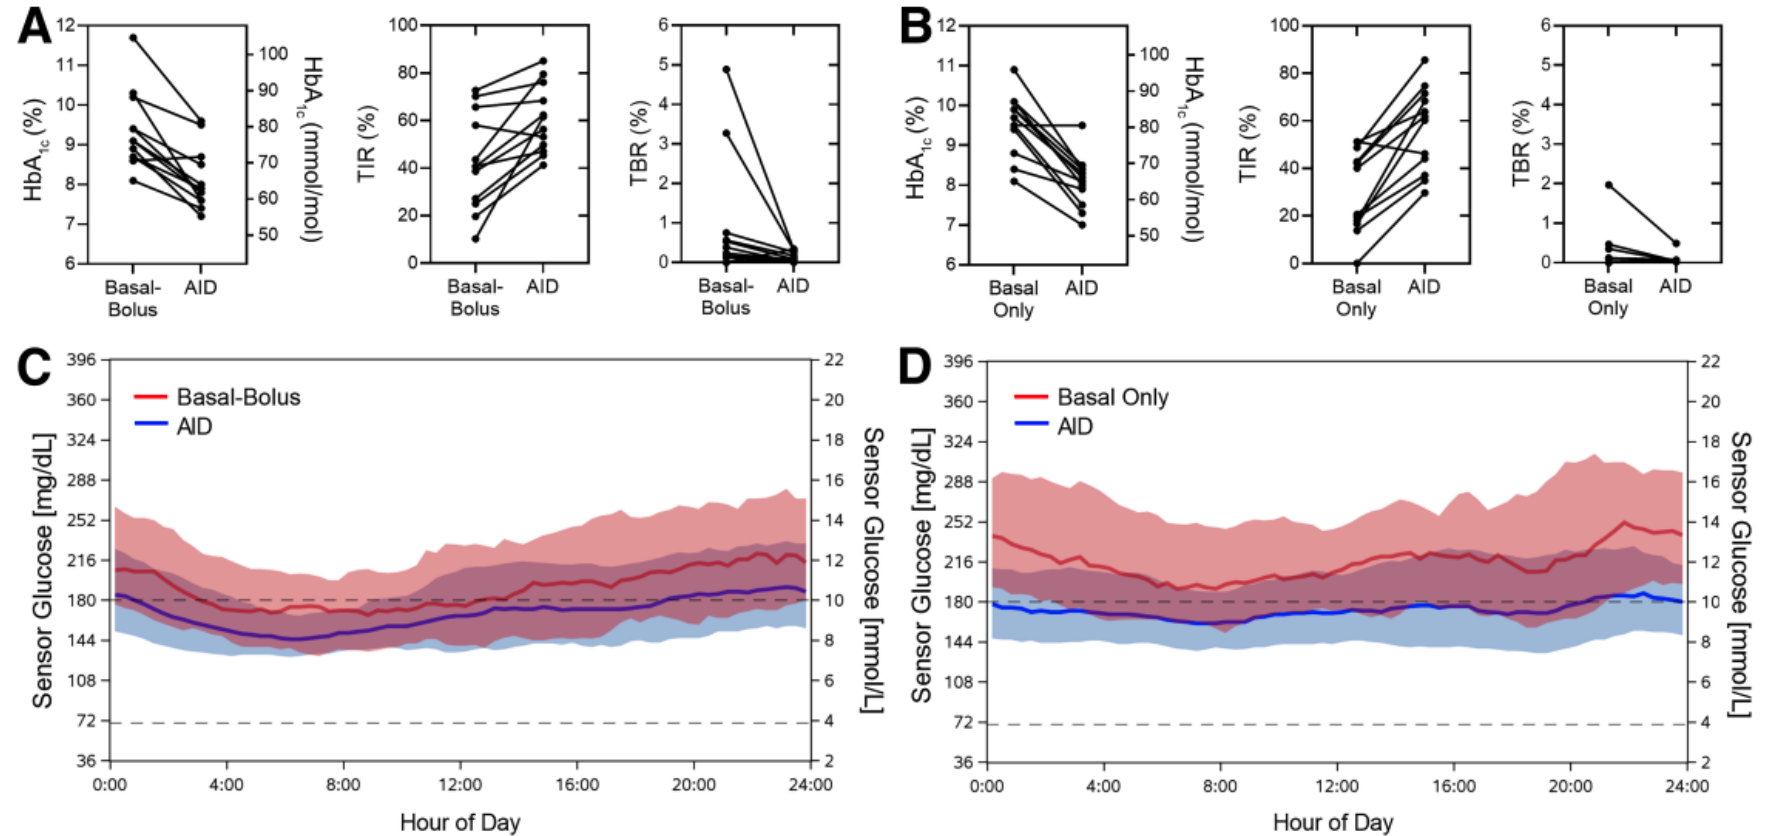 A
12
11
10
9
8
7
6
HbA1c (%)
100
90
80
70
60
50
HbA1c (mmol/mol)
Basal-
Bolus
AID
100
80
60
40
20
0
TIR (%)
Basal-
Bolus
AID
6
5
4
3
2
1
0
TBR (%)
Basal-
Bolus
AID
B
12
11
10
9
8
7
6
HbA1c (%)
100
90
80
70
60
50
HbA1c (mmol/mol)
Basal
Only
AID
100
80
60
40
20
0
TIR (%)
Basal
Only
AID
6
5
4
3
2
1
0
TBR (%)
Basal
Only
AID
C
396
360
324
288
252
216
180
144
108
72
36
Sensor Glucose [mg/dL]
Basal-Bolus
AID
22
20
18
16
14
12
10
8
6
4
2
Sensor Glucose [mmol/L]
0:00 4:00 8:00 12:00 16:00 20:00 24:00
Hour of Day
D
396
360
324
288
252
216
180
144
108
72
36
Sensor Glucose [mg/dL]
Basal Only
AID
22
20
18
16
14
12
10
8
6
4
2
Sensor Glucose [mmol/L]
0:00 4:00 8:00 12:00 16:00 20:00 24:00
Hour of Day